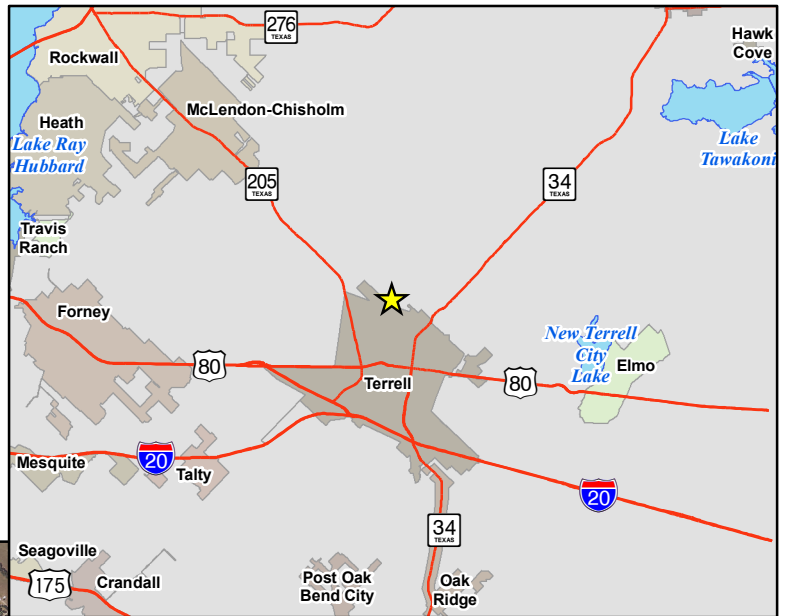 276
TEXAS
Hawk
Cove
Rockwall
McLendon-Chisholm
Heath
Lake Ray
Hubbard
Lake
Tawakoni
205
TEXAS
34
TEXAS
Travis
Ranch
Forney
New Terrell
City
Lake
Elmo
80
Terrell
80
Mesquite
20
Talty
20
34
TEXAS
Seagoville
175
Crandall
Post Oak
Bend City
Oak
Ridge